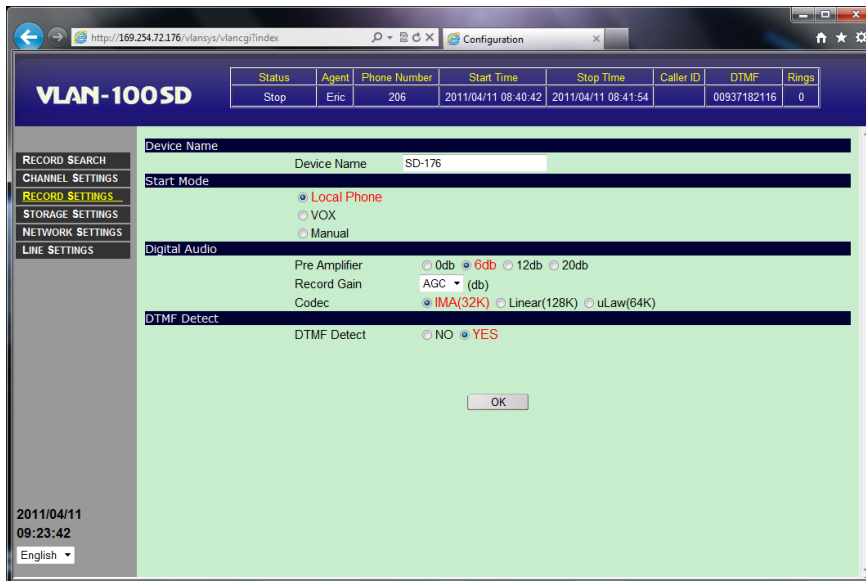 http://169.254.72.176/vlansys/vlancgi?index
Configuration
VLAN-100SD
Status Agent Phone Number Start Time Stop TIme Caller ID DTMF Rings
Stop Eric 206 2011/04/11 08:40:42 2011/04/11 08:41:54 00937182116 0
RECORD SEARCH
CHANNEL SETTINGS
RECORD SETTINGS
STORAGE SETTINGS
NETWORK SETTINGS
LINE SETTINGS
Device Name
Device Name SD-176
Start Mode
Local Phone
VOX
Manual
Digital Audio
Pre Amplifier 0db 6db 12db 20db
Record Gain AGC (db)
Codec IMA(32K) Linear(128K) uLaw(64K)
DTMF Detect
DTMF Detect NO YES
OK
2011/04/11
09:23:42
English